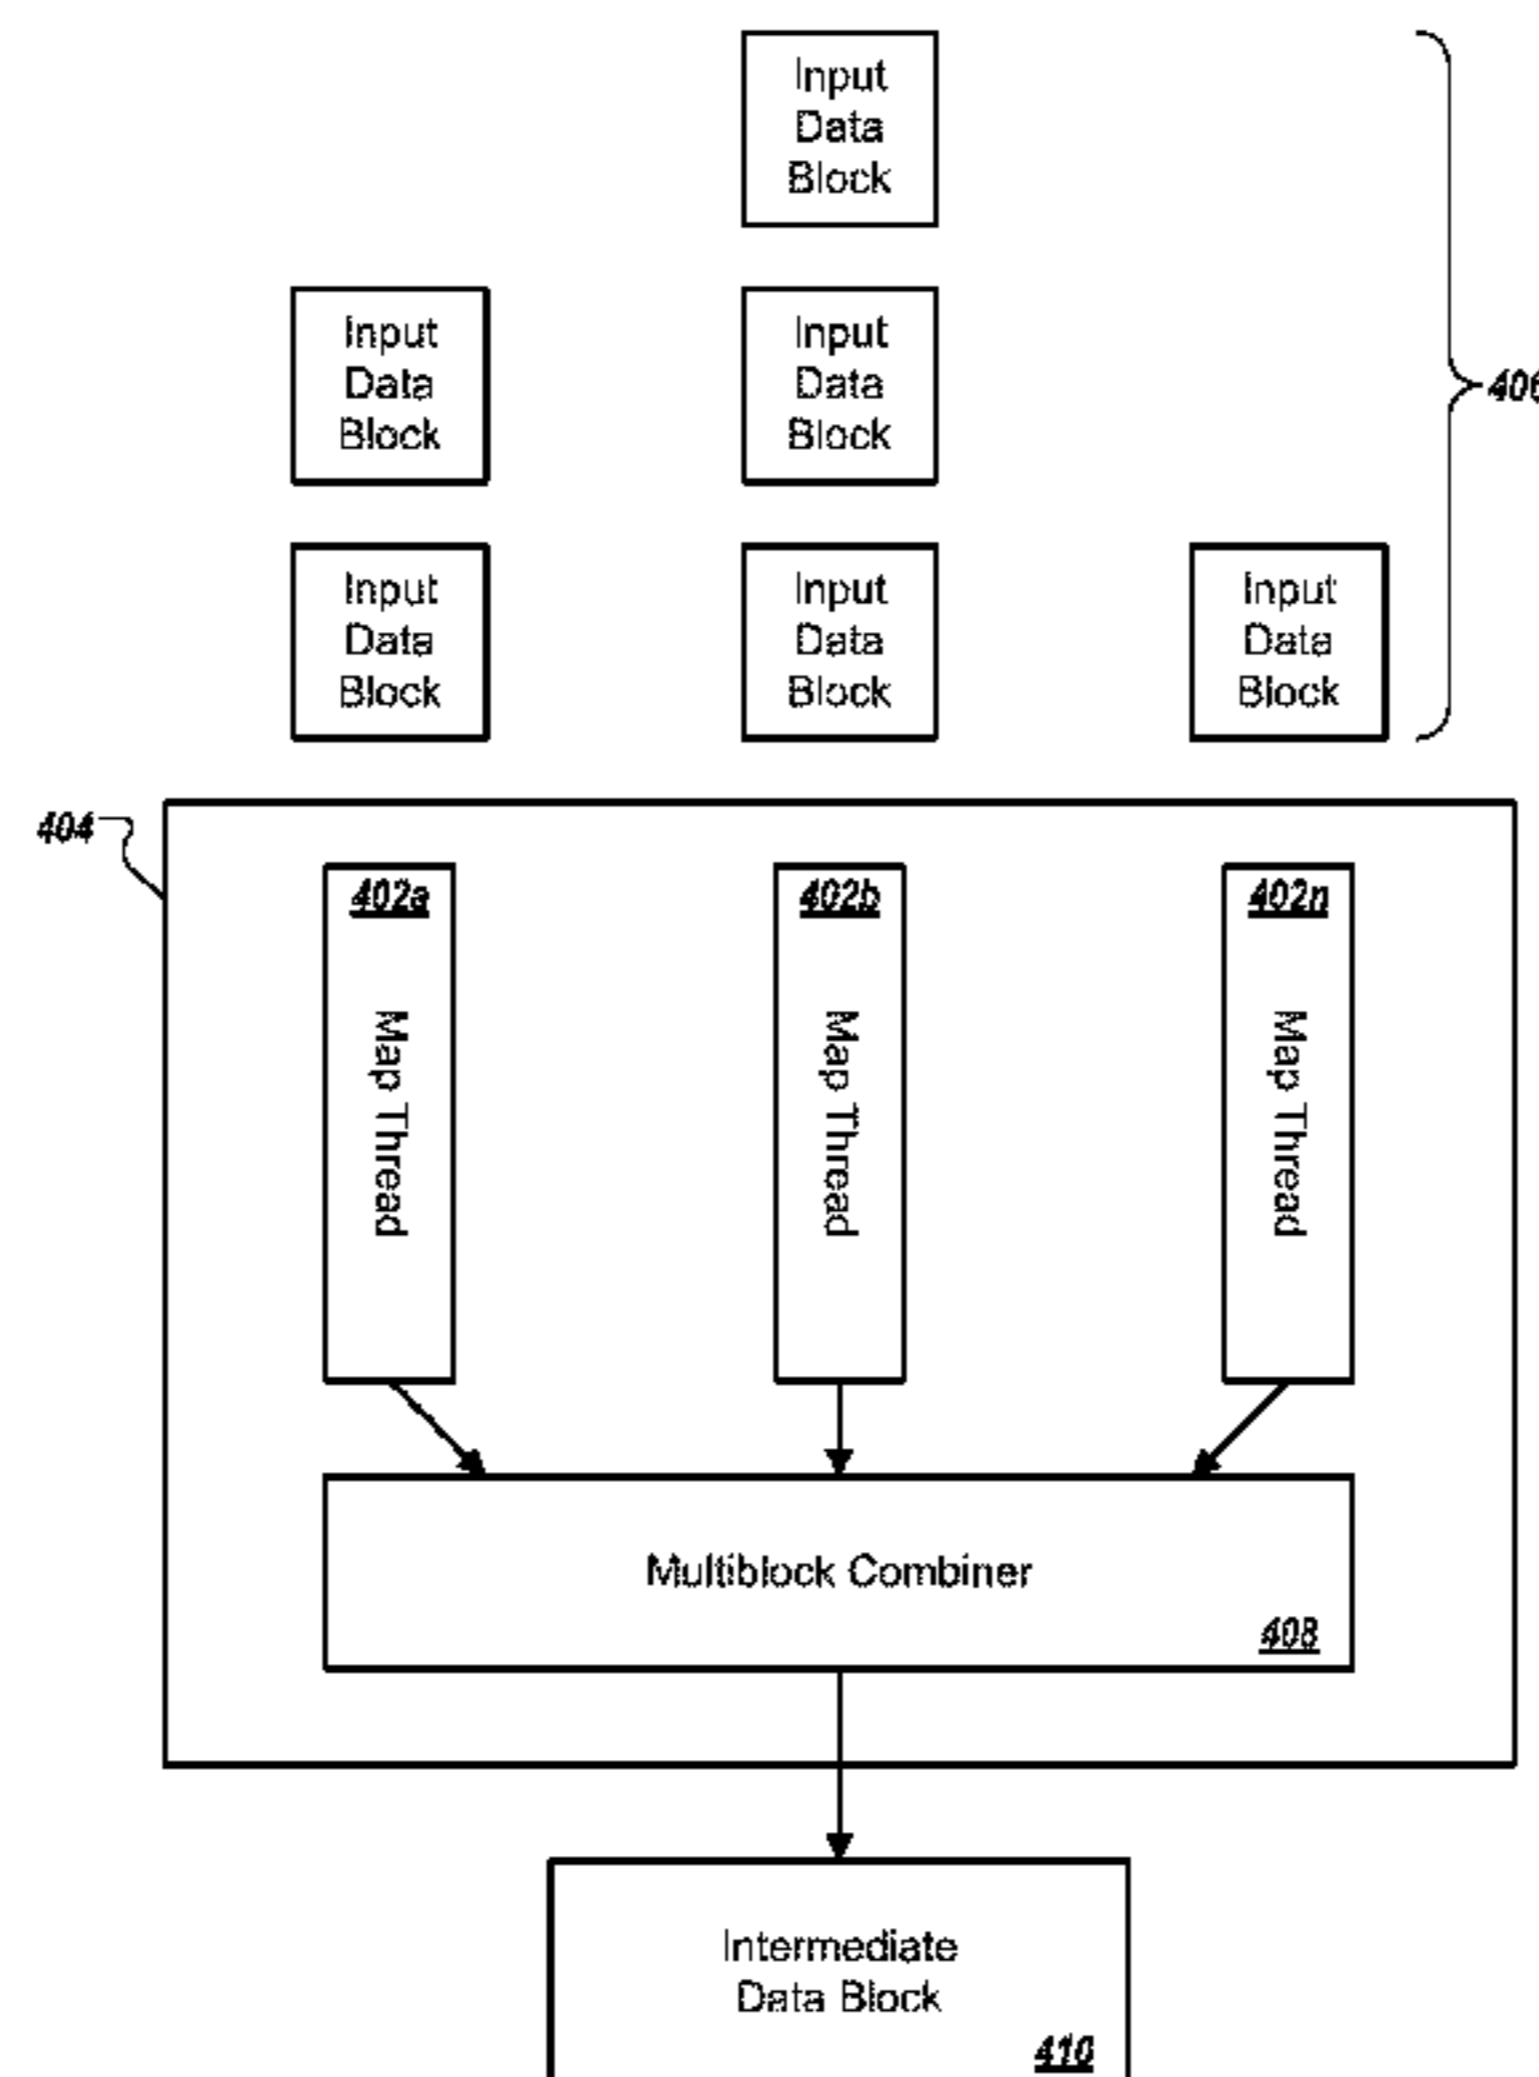 Input
Data
Block
Input
Data
Block
Input
Data
Block
406
Input
Data
Block
Input
Data
Block
Input
Data
Block
404
402a
402b
402n
Map Thread
Map Thread
Map Thread
Multiblock Combiner
408
Intermediate
Data Block
410